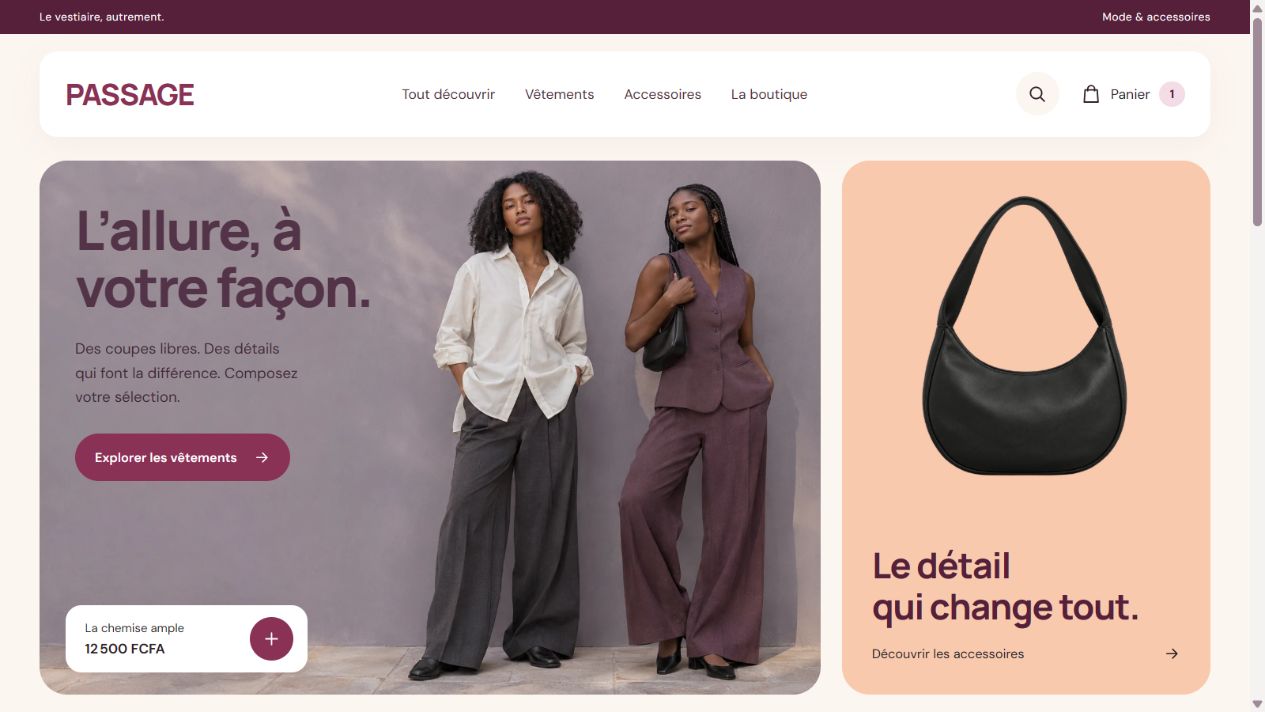 Le vestiaire, autrement.
Mode & accessoires
PASSAGE
Tout découvrir
Vêtements
Accessoires
La boutique
Panier
1
L’allure, à
votre façon.
Des coupes libres. Des détails
qui font la différence. Composez
votre sélection.
Explorer les vêtements
La chemise ample
12 500 FCFA
Le détail
qui change tout.
Découvrir les accessoires